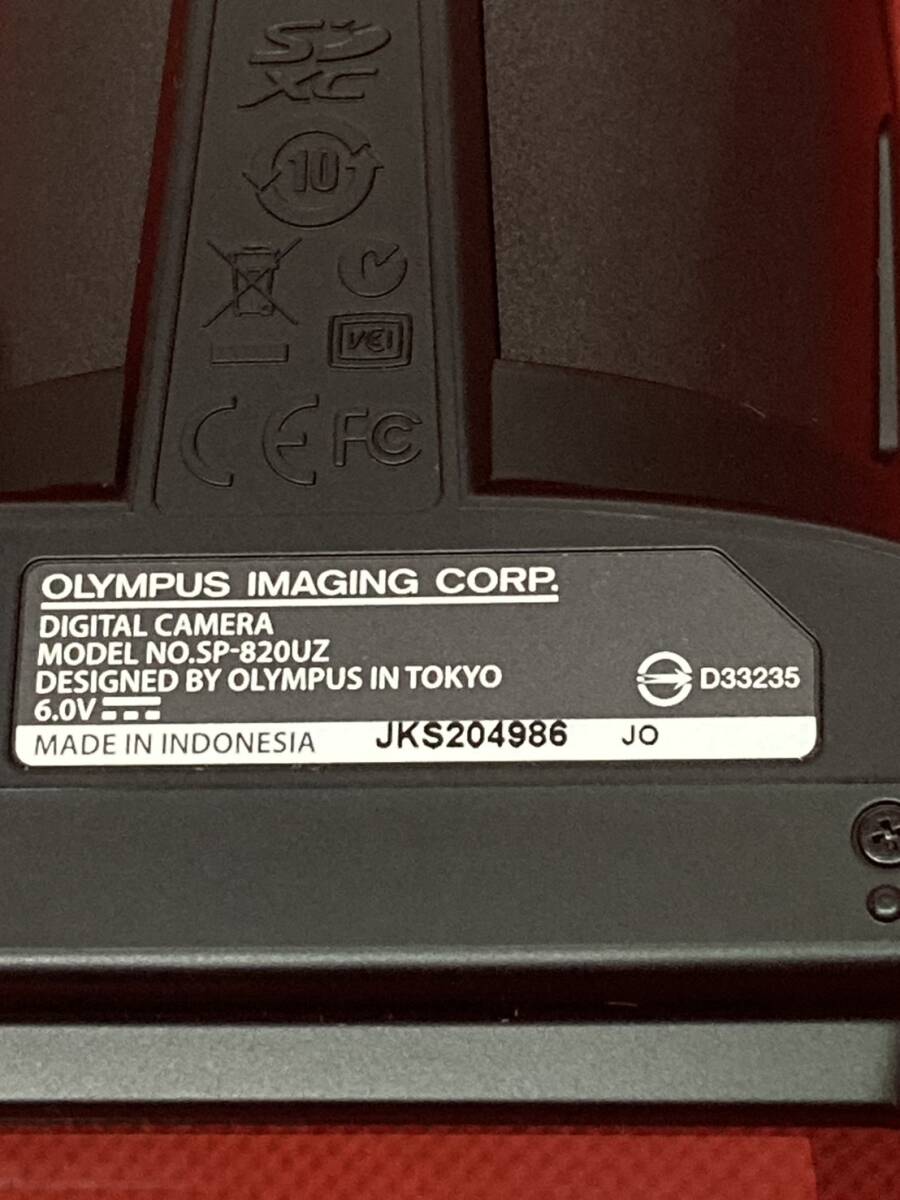 SD
XC
10
VCI
CE FC
OLYMPUS IMAGING CORP.
DIGITAL CAMERA
MODEL NO.SP-820UZ
DESIGNED BY OLYMPUS IN TOKYO
D33235
6.0V
MADE IN INDONESIA JKS204986 JO